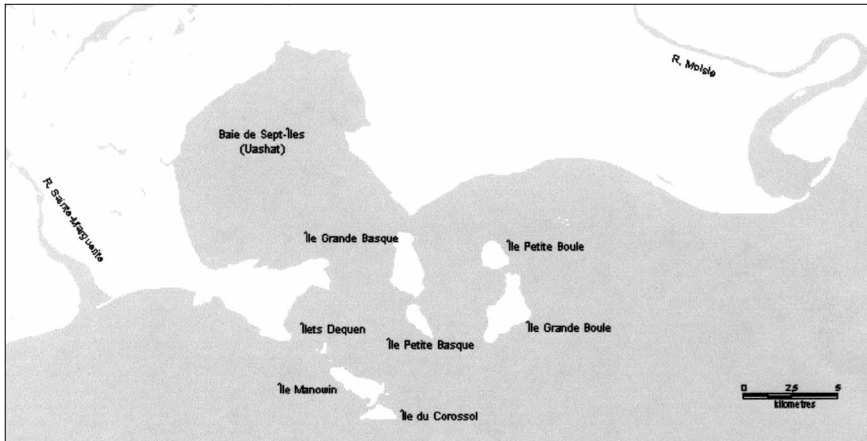 R. Moisie
Baie de Sept-Îles
(Uashat)
R. Sainte-Marguerite
Île Grande Basque
Île Petite Boule
Îlets Dequen
Île Petite Basque
Île Grande Boule
Île Manowin
Île du Corossol
0 2.5 5
kilometres